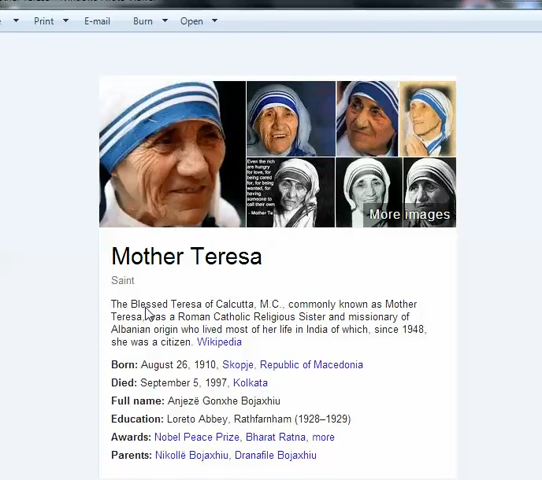 Print
E-mail
Burn
Open
Even the rich
are hungry
for love, for
being cared
for, for being
wanted, for
having
someone to
call their own
- Mother Te
More images
Mother Teresa
Saint
The Blessed Teresa of Calcutta, M.C., commonly known as Mother
Teresa, was a Roman Catholic Religious Sister and missionary of
Albanian origin who lived most of her life in India of which, since 1948,
she was a citizen. Wikipedia
Born: August 26, 1910, Skopje, Republic of Macedonia
Died: September 5, 1997, Kolkata
Full name: Anjezë Gonxhe Bojaxhiu
Education: Loreto Abbey, Rathfarnham (1928–1929)
Awards: Nobel Peace Prize, Bharat Ratna, more
Parents: Nikollë Bojaxhiu, Dranafile Bojaxhiu